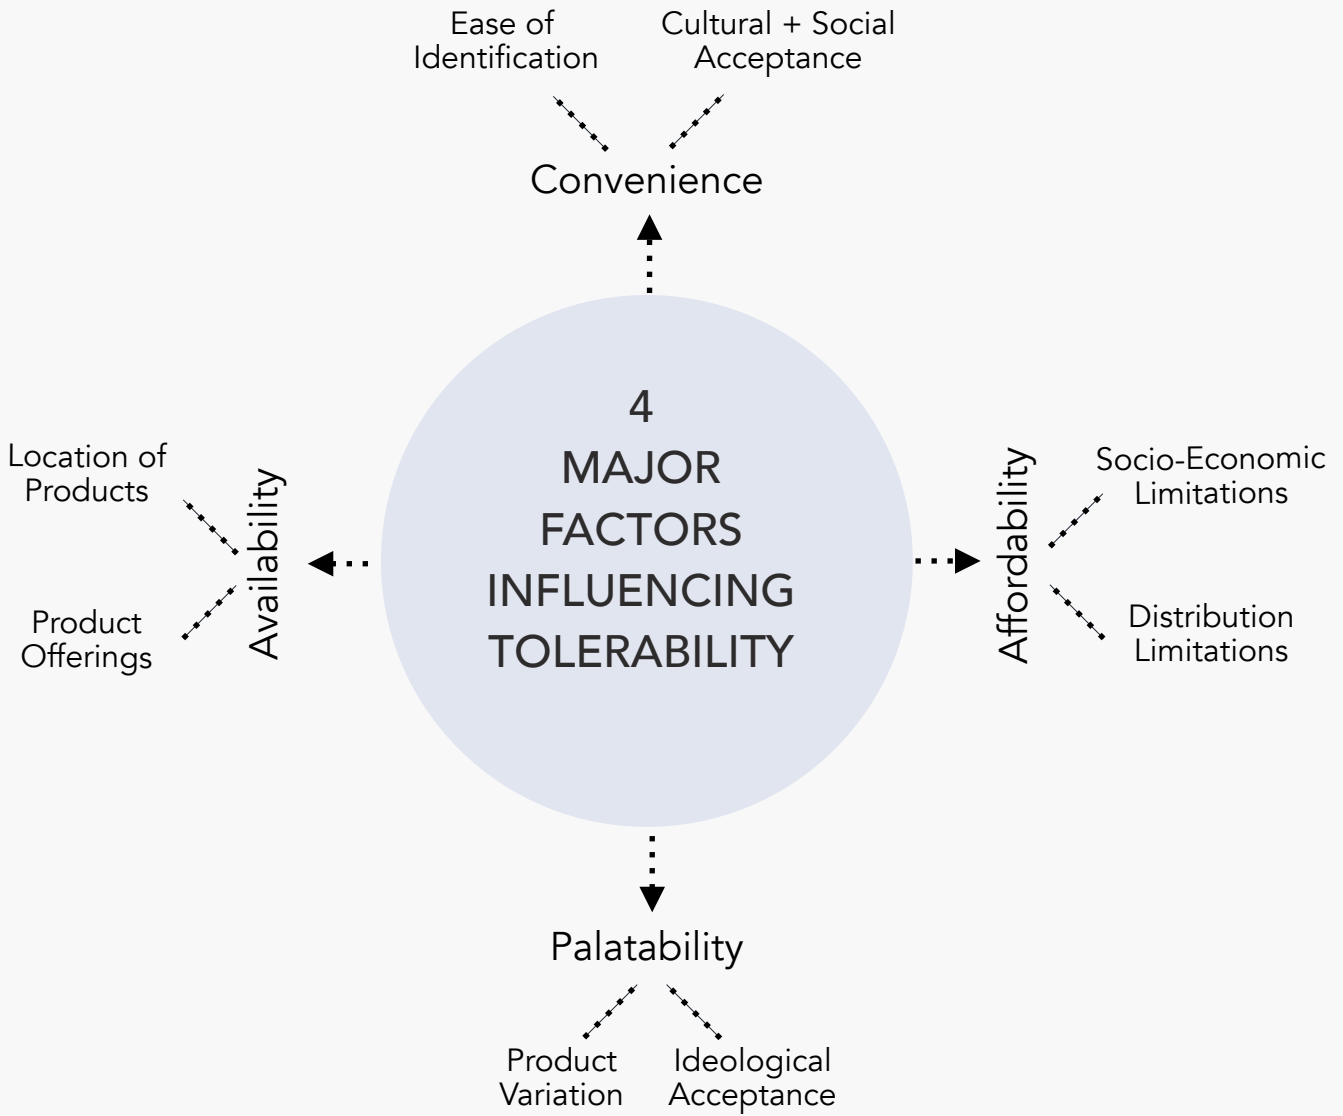 Ease of
Identification
Cultural + Social
Acceptance
Convenience
4
MAJOR
FACTORS
INFLUENCING
TOLERABILITY
Location of
Products
Product
Offerings
Availability
Affordability
Socio-Economic
Limitations
Distribution
Limitations
Palatability
Product
Variation
Ideological
Acceptance